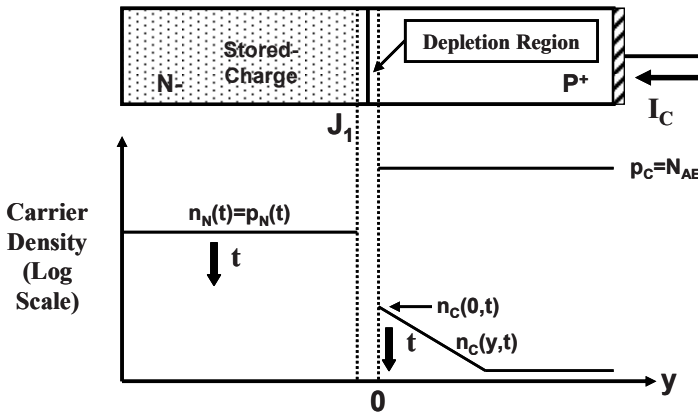 Stored-
Charge
Depletion Region
N-
P+
J1
IC
pC=NAE
Carrier
Density
(Log
Scale)
nN(t)=pN(t)
t
nC(0,t)
t
nC(y,t)
0
y